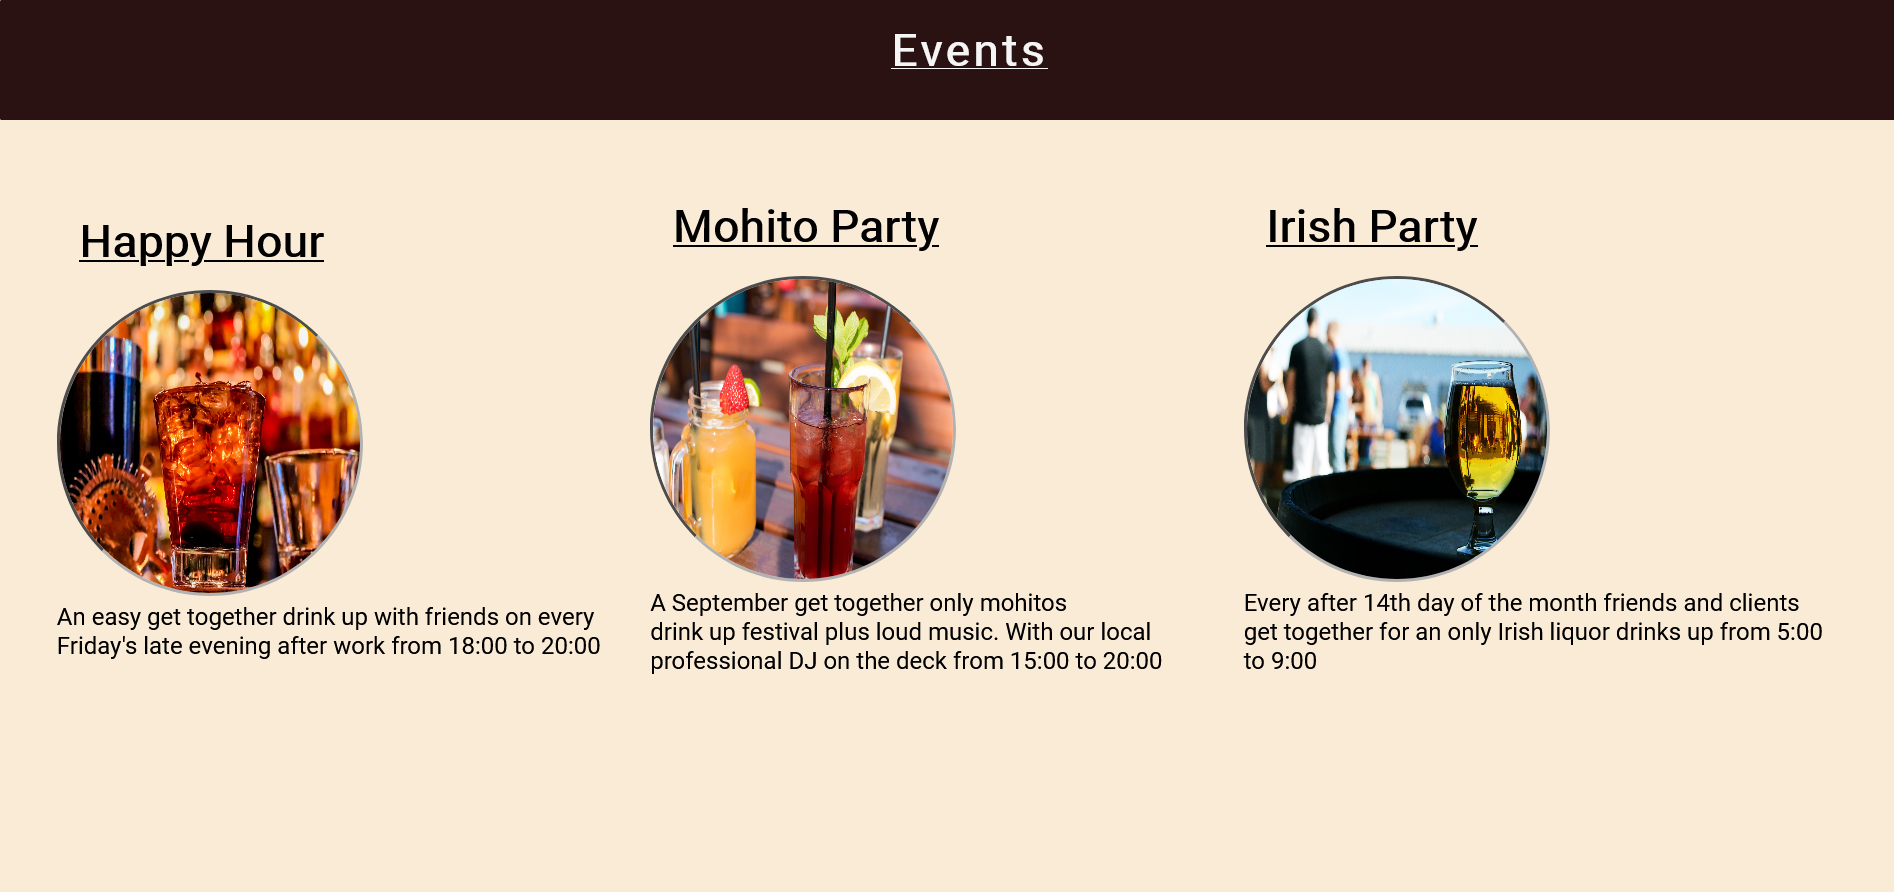 Events
Happy Hour
An easy get together drink up with friends on every
Friday's late evening after work from 18:00 to 20:00
Mohito Party
A September get together only mohitos
drink up festival plus loud music. With our local
professional DJ on the deck from 15:00 to 20:00
Irish Party
Every after 14th day of the month friends and clients
get together for an only Irish liquor drinks up from 5:00
to 9:00